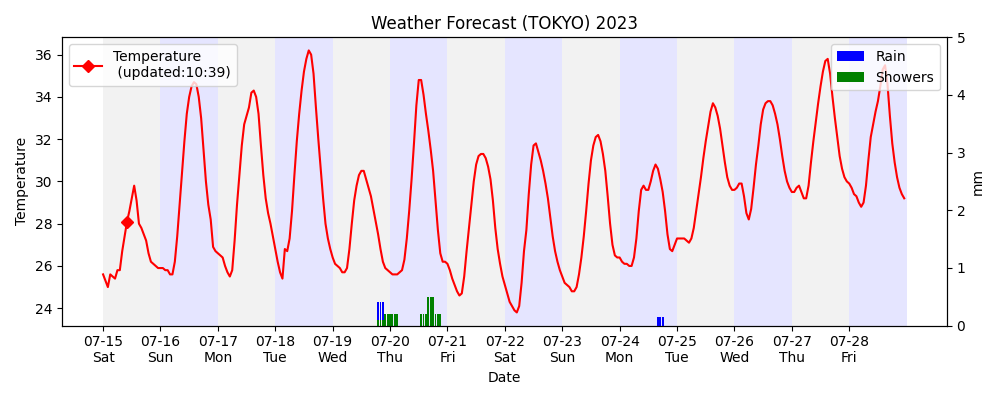 Weather Forecast (TOKYO) 2023
Temperature
(updated:10:39)
Rain
Showers
Temperature
36
34
32
30
28
26
24
5
4
3
2
1
0
mm
07-15 07-16 07-17 07-18 07-19 07-20 07-21 07-22 07-23 07-24 07-25 07-26 07-27 07-28
Sat Sun Mon Tue Wed Thu Fri Sat Sun Mon Tue Wed Thu Fri
Date